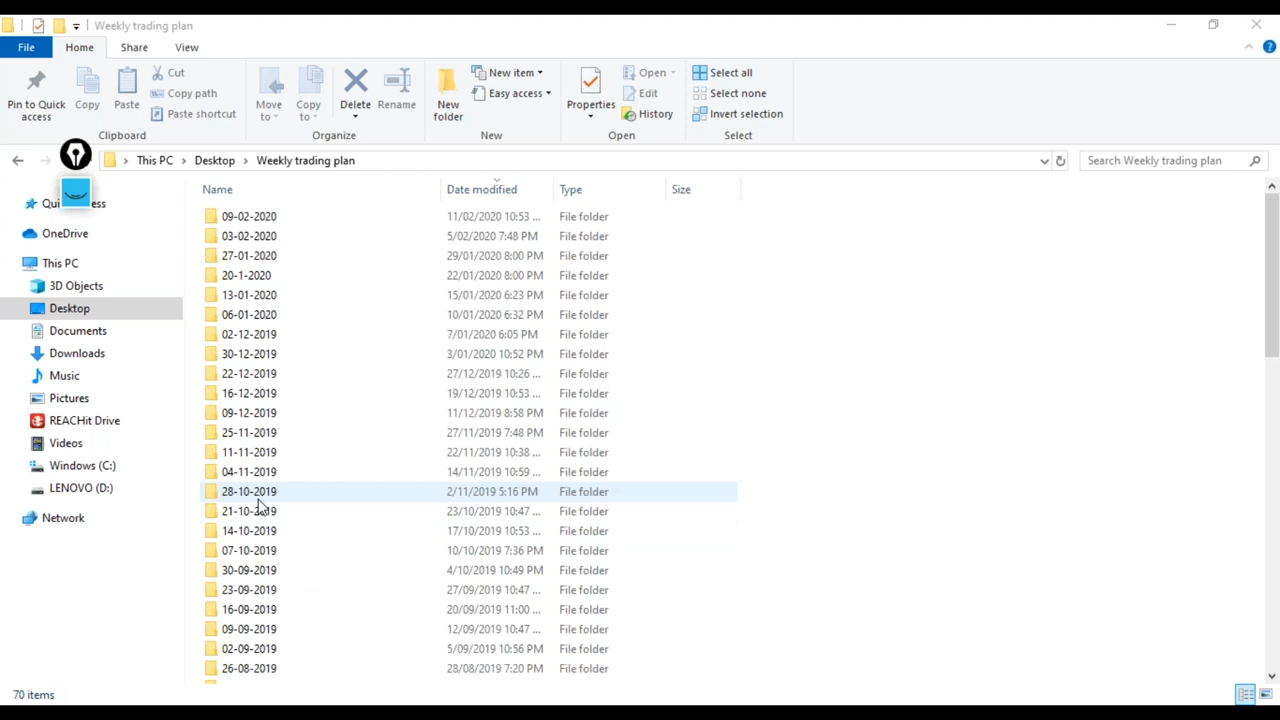 Weekly trading plan
File Home Share View
Pin to Quick access
Copy
Paste
Cut
Copy path
Paste shortcut
Clipboard
Move to
Copy to
Delete
Rename
Organize
New folder
New item
Easy access
New
Properties
Open
Edit
History
Open
Select all
Select none
Invert selection
Select
This PC > Desktop > Weekly trading plan
Search Weekly trading plan
OneDrive
This PC
3D Objects
Desktop
Documents
Downloads
Music
Pictures
REACHit Drive
Videos
Windows (C:)
LENOVO (D:)
Network
Name Date modified Type Size
09-02-2020 11/02/2020 10:53 ... File folder
03-02-2020 5/02/2020 7:48 PM File folder
27-01-2020 29/01/2020 8:00 PM File folder
20-1-2020 22/01/2020 8:00 PM File folder
13-01-2020 15/01/2020 6:23 PM File folder
06-01-2020 10/01/2020 6:32 PM File folder
02-12-2019 7/01/2020 6:05 PM File folder
30-12-2019 3/01/2020 10:52 PM File folder
22-12-2019 27/12/2019 10:26 ... File folder
16-12-2019 19/12/2019 10:53 ... File folder
09-12-2019 11/12/2019 8:58 PM File folder
25-11-2019 27/11/2019 7:48 PM File folder
11-11-2019 22/11/2019 10:38 ... File folder
04-11-2019 14/11/2019 10:59 ... File folder
28-10-2019 2/11/2019 5:16 PM File folder
21-10-2019 23/10/2019 10:47 ... File folder
14-10-2019 17/10/2019 10:53 ... File folder
07-10-2019 10/10/2019 7:36 PM File folder
30-09-2019 4/10/2019 10:49 PM File folder
23-09-2019 27/09/2019 10:47 ... File folder
16-09-2019 20/09/2019 11:00 ... File folder
09-09-2019 12/09/2019 10:47 ... File folder
02-09-2019 5/09/2019 10:56 PM File folder
26-08-2019 28/08/2019 7:20 PM File folder
70 items